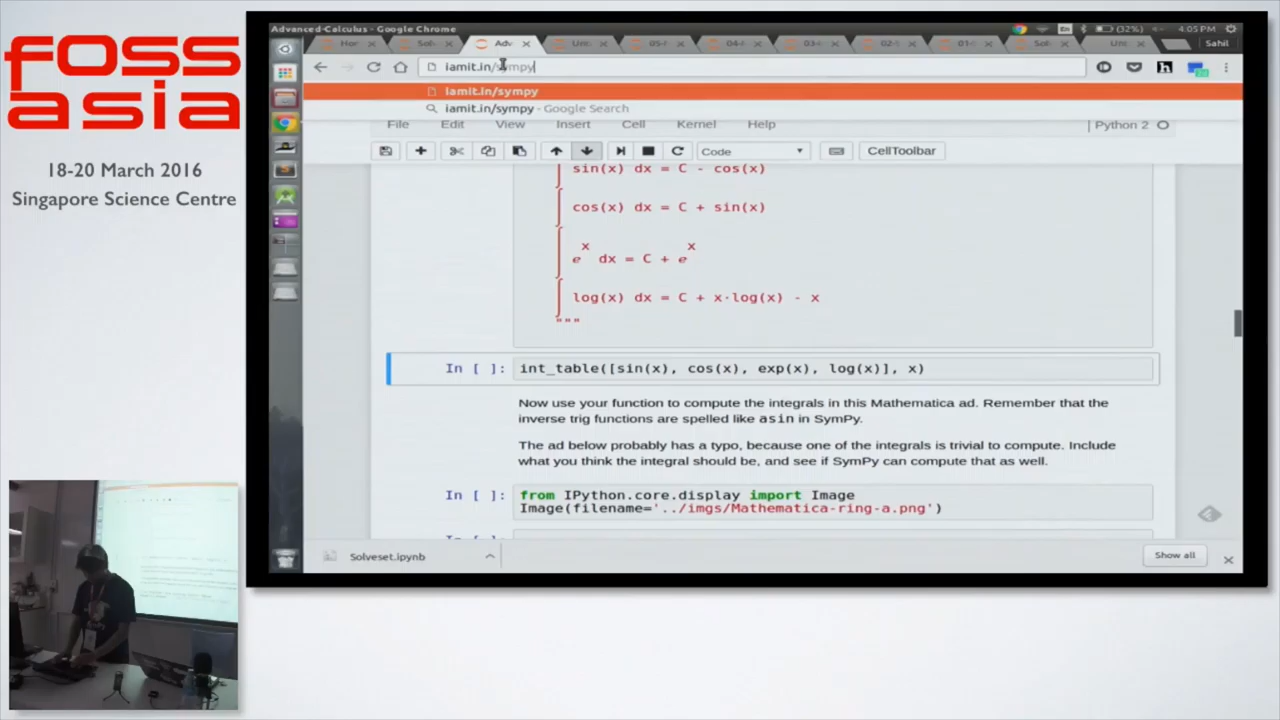 FOSS
asia
18-20 March 2016
Singapore Science Centre
Advanced Calculus - Google Chrome
En
(32%)
4:05 PM
Sahil
iamit.in/sympy
iamit.in/sympy
iamit.in/sympy - Google Search
File Edit View Insert Cell Kernel Help
Python 2
Code
CellToolbar
sin(x) dx = C - cos(x)
cos(x) dx = C + sin(x)
x x
e dx = C + e
log(x) dx = C + x·log(x) - x
"""
In [ ]: int_table([sin(x), cos(x), exp(x), log(x)], x)
Now use your function to compute the integrals in this Mathematica ad. Remember that the
inverse trig functions are spelled like asin in SymPy.
The ad below probably has a typo, because one of the integrals is trivial to compute. Include
what you think the integral should be, and see if SymPy can compute that as well.
In [ ]: from IPython.core.display import Image
Image(filename='../imgs/Mathematica-ring-a.png')
Solveset.ipynb
Show all